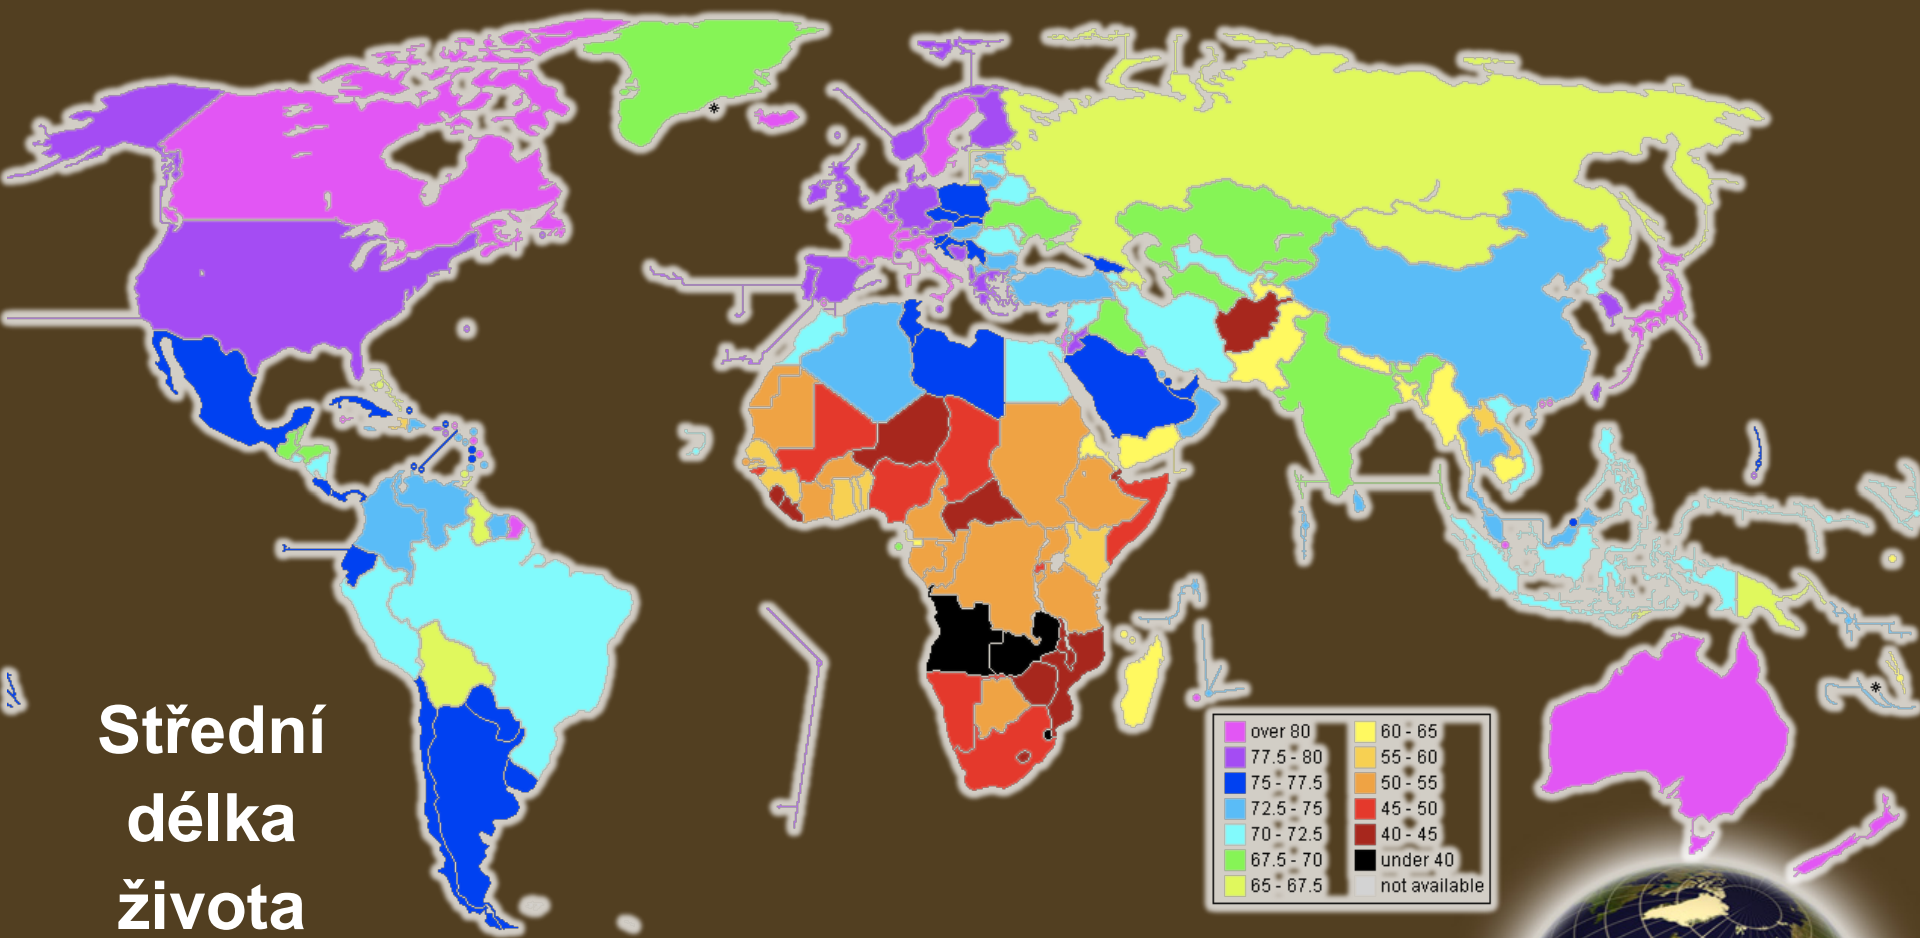 Střední
délka
života
over 80
77.5 - 80
75 - 77.5
72.5 - 75
70 - 72.5
67.5 - 70
65 - 67.5
60 - 65
55 - 60
50 - 55
45 - 50
40 - 45
under 40
not available